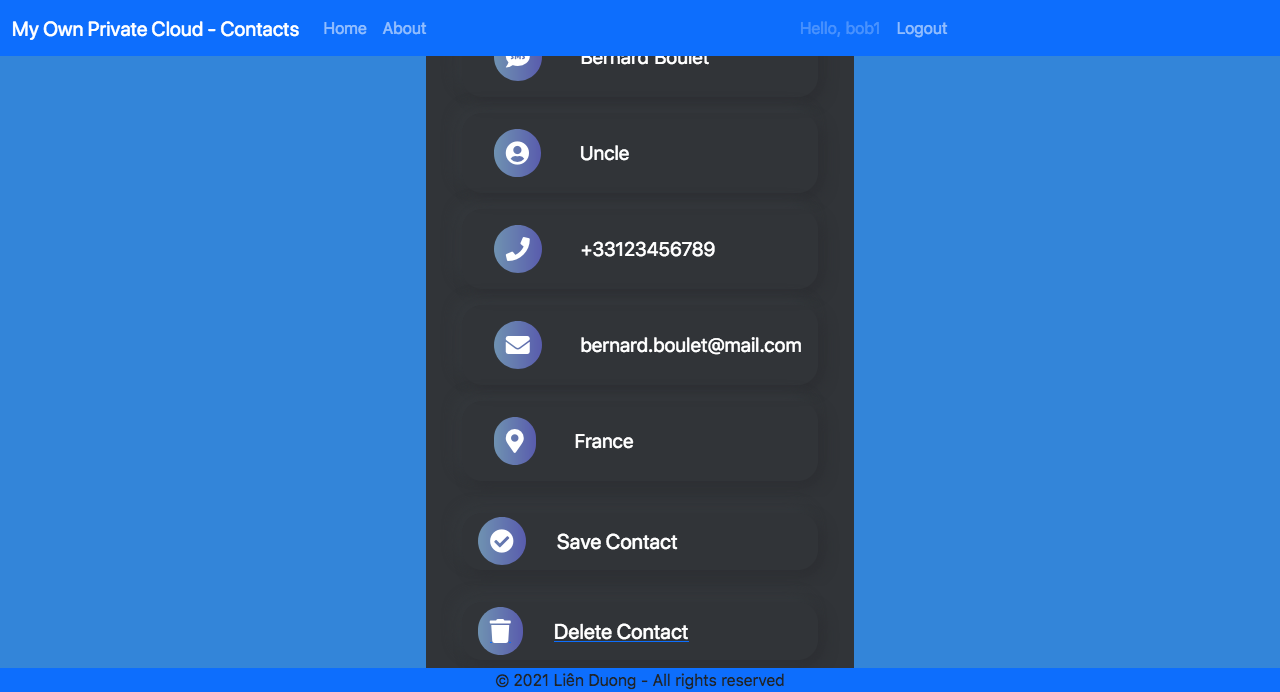 My Own Private Cloud - Contacts Home About Hello, bob1 Logout
Bernard Boulet
Uncle
+33123456789
bernard.boulet@mail.com
France
Save Contact
Delete Contact
© 2021 Liên Duong - All rights reserved